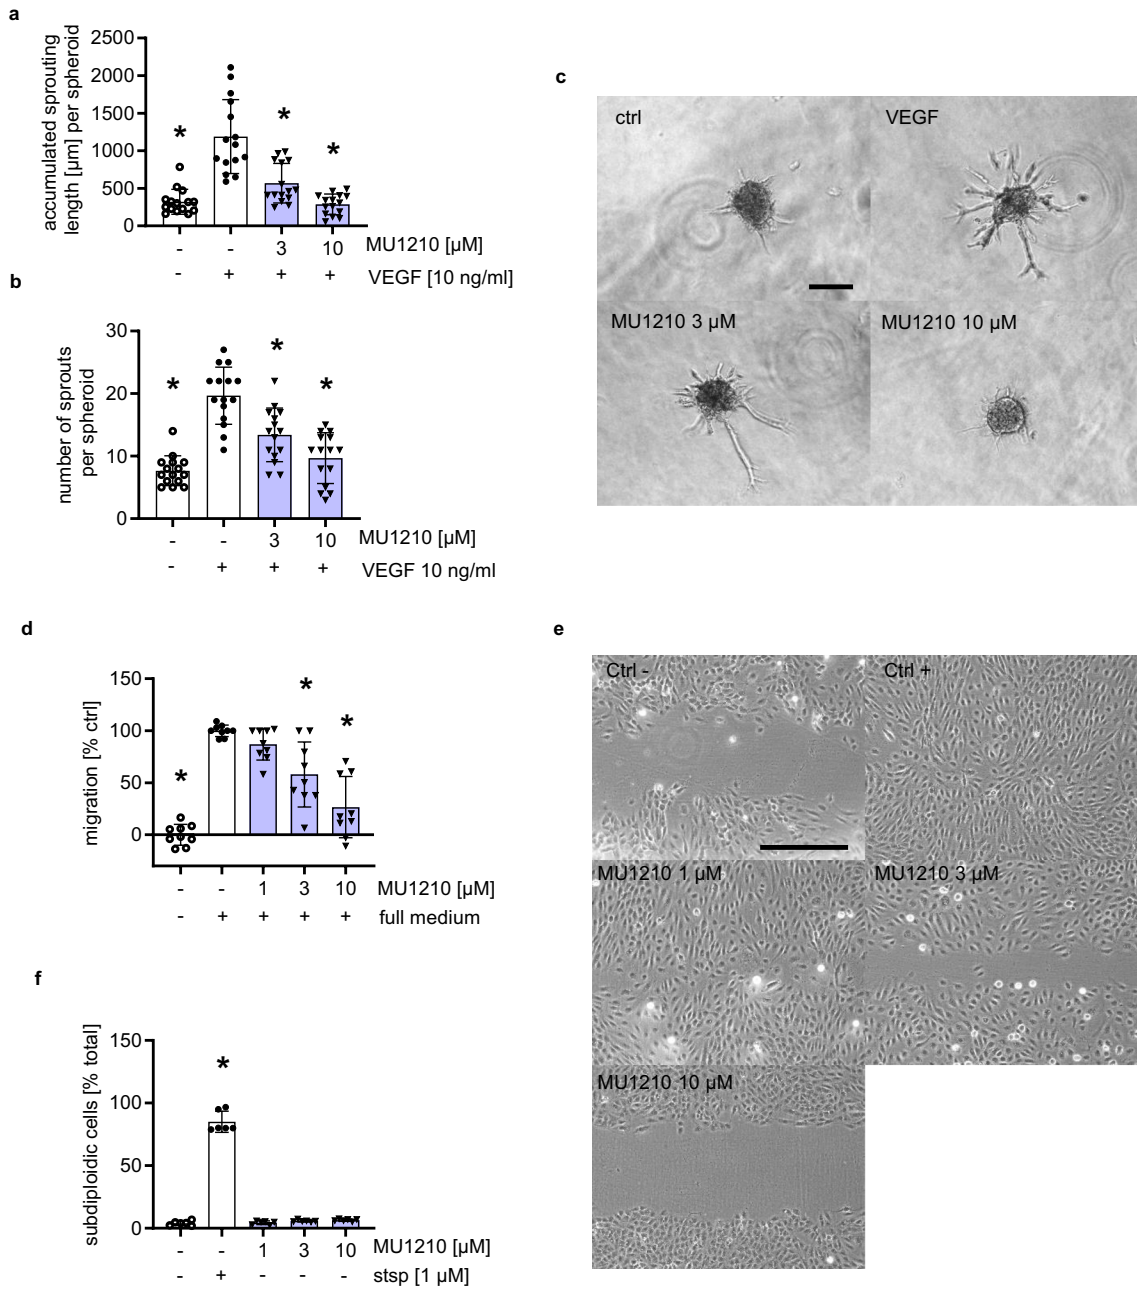 a
accumulated sprouting
length [µm] per spheroid
2500
2000
1500
1000
500
0
*
*
*
- - 3 10 MU1210 [µM]
- + + + VEGF [10 ng/ml]
b
number of sprouts
per spheroid
30
20
10
0
*
*
*
- - 3 10 MU1210 [µM]
- + + + VEGF 10 ng/ml
c
ctrl
VEGF
MU1210 3 µM
MU1210 10 µM
d
migration [% ctrl]
150
100
50
0
*
*
*
- - 1 3 10 MU1210 [µM]
- + + + + full medium
e
Ctrl -
Ctrl +
MU1210 1 µM
MU1210 3 µM
MU1210 10 µM
f
subdiploidic cells [% total]
150
100
50
0
*
- - 1 3 10 MU1210 [µM]
- + - - - stsp [1 µM]